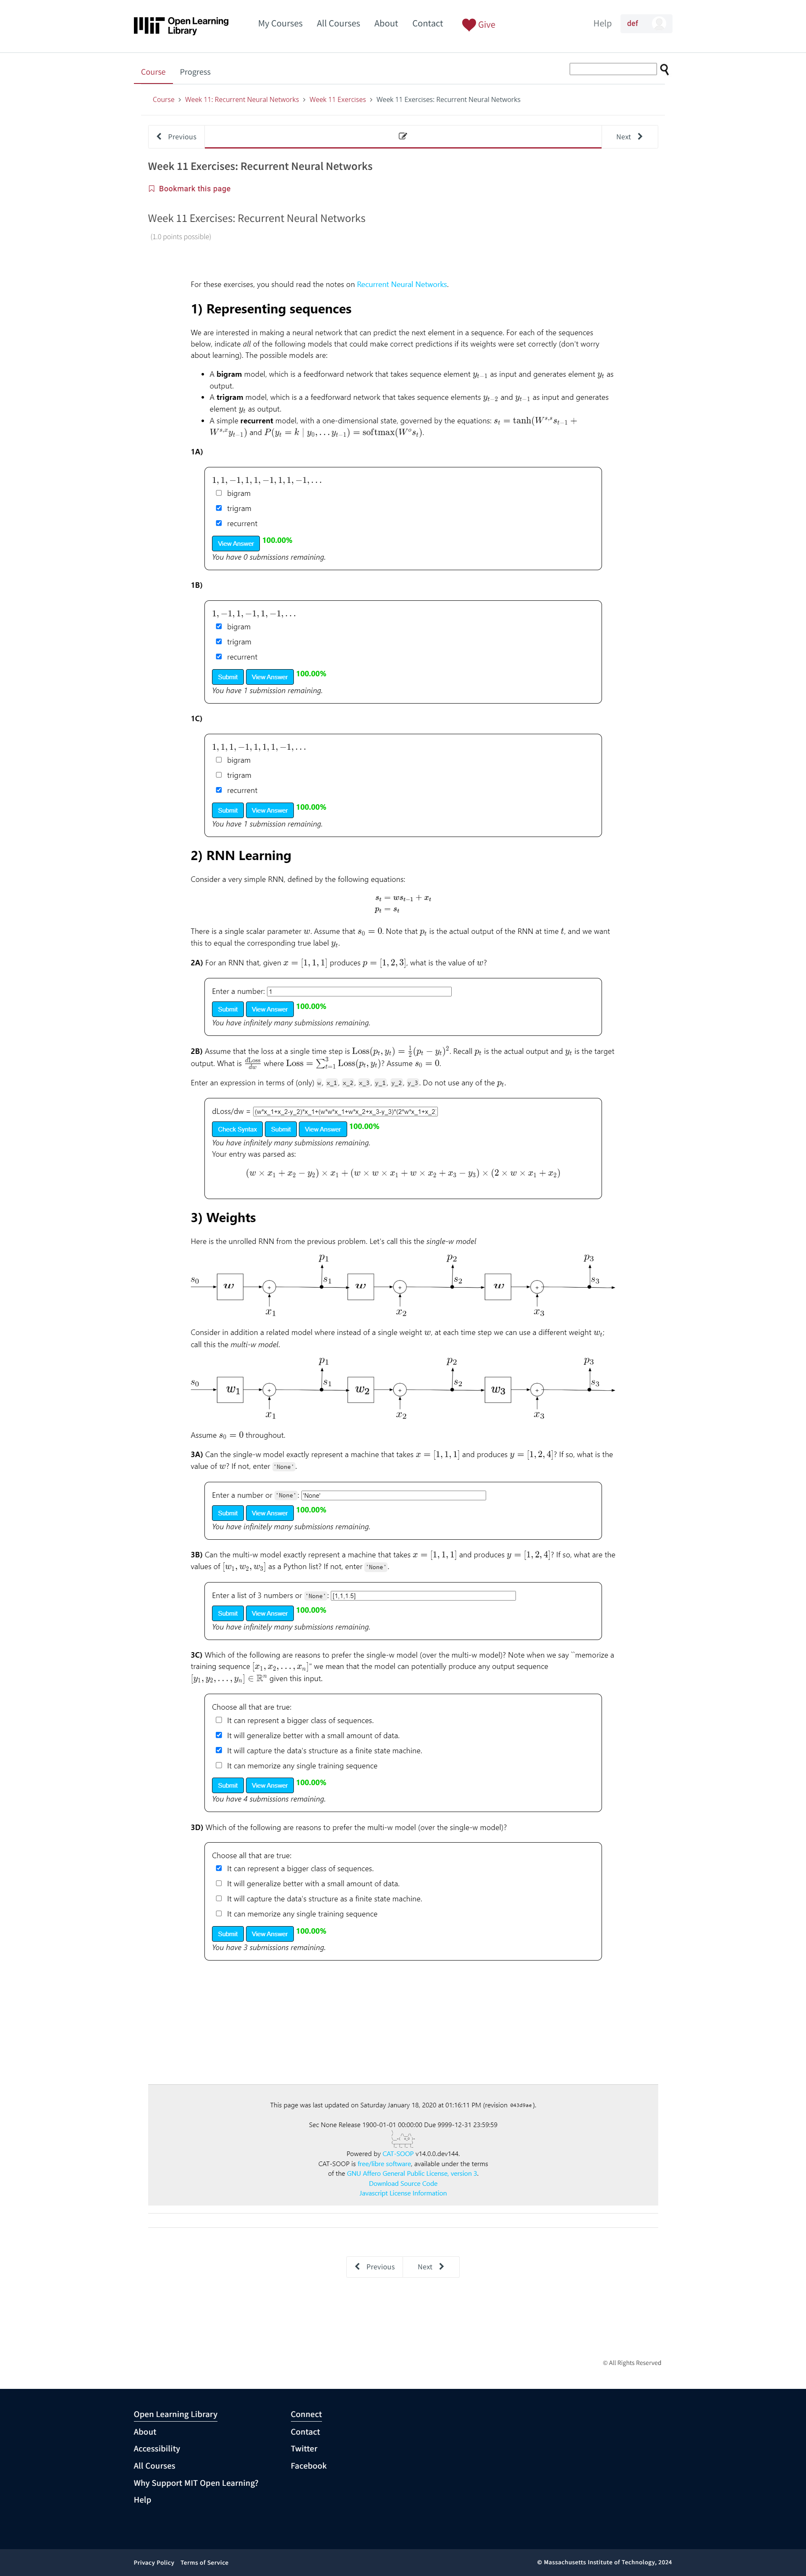 MIT Open Learning Library
My Courses All Courses About Contact Give Help def
Course Progress
Course › Week 11: Recurrent Neural Networks › Week 11 Exercises › Week 11 Exercises: Recurrent Neural Networks
Previous Next
Week 11 Exercises: Recurrent Neural Networks
Bookmark this page
Week 11 Exercises: Recurrent Neural Networks
(1.0 points possible)
For these exercises, you should read the notes on Recurrent Neural Networks.
1) Representing sequences
We are interested in making a neural network that can predict the next element in a sequence. For each of the sequences
below, indicate all of the following models that could make correct predictions if its weights were set correctly (don't worry
about learning). The possible models are:
• A bigram model, which is a feedforward network that takes sequence element y_{t−1} as input and generates element y_t as
output.
• A trigram model, which is a a feedforward network that takes sequence elements y_{t−2} and y_{t−1} as input and generates
element y_t as output.
• A simple recurrent model, with a one-dimensional state, governed by the equations: s_t = tanh(W^{s,s}s_{t−1} +
W^{s,x}y_{t−1}) and P(y_t = k | y_0, . . . y_{t−1}) = softmax(W^o s_t).
1A)
1, 1, −1, 1, 1, −1, 1, 1, −1, . . .
bigram
trigram
recurrent
View Answer 100.00%
You have 0 submissions remaining.
1B)
1, −1, 1, −1, 1, −1, . . .
bigram
trigram
recurrent
Submit View Answer 100.00%
You have 1 submission remaining.
1C)
1, 1, 1, −1, 1, 1, 1, −1, . . .
bigram
trigram
recurrent
Submit View Answer 100.00%
You have 1 submission remaining.
2) RNN Learning
Consider a very simple RNN, defined by the following equations:
s_t = ws_{t−1} + x_t
p_t = s_t
There is a single scalar parameter w. Assume that s_0 = 0. Note that p_t is the actual output of the RNN at time t, and we want
this to equal the corresponding true label y_t.
2A) For an RNN that, given x = [1, 1, 1] produces p = [1, 2, 3], what is the value of w?
Enter a number: 1
Submit View Answer 100.00%
You have infinitely many submissions remaining.
2B) Assume that the loss at a single time step is Loss(p_t, y_t) = 1/2(p_t − y_t)^2. Recall p_t is the actual output and y_t is the target
output. What is dLoss/dw where Loss = ∑_{t=1}^{3} Loss(p_t, y_t)? Assume s_0 = 0.
Enter an expression in terms of (only) w, x_1, x_2, x_3, y_1, y_2, y_3. Do not use any of the p_t.
dLoss/dw = (w*x_1+x_2-y_2)*x_1+(w*w*x_1+w*x_2+x_3-y_3)*(2*w*x_1+x_2
Check Syntax Submit View Answer 100.00%
You have infinitely many submissions remaining.
Your entry was parsed as:
(w × x_1 + x_2 − y_2) × x_1 + (w × w × x_1 + w × x_2 + x_3 − y_3) × (2 × w × x_1 + x_2)
3) Weights
Here is the unrolled RNN from the previous problem. Let's call this the single-w model
p_1 p_2 p_3
s_0 w + s_1 w + s_2 w + s_3
x_1 x_2 x_3
Consider in addition a related model where instead of a single weight w, at each time step we can use a different weight w_t;
call this the multi-w model.
p_1 p_2 p_3
s_0 w_1 + s_1 w_2 + s_2 w_3 + s_3
x_1 x_2 x_3
Assume s_0 = 0 throughout.
3A) Can the single-w model exactly represent a machine that takes x = [1, 1, 1] and produces y = [1, 2, 4]? If so, what is the
value of w? If not, enter 'None'.
Enter a number or 'None': 'None'
Submit View Answer 100.00%
You have infinitely many submissions remaining.
3B) Can the multi-w model exactly represent a machine that takes x = [1, 1, 1] and produces y = [1, 2, 4]? If so, what are the
values of [w_1, w_2, w_3] as a Python list? If not, enter 'None'.
Enter a list of 3 numbers or 'None': [1,1,1.5]
Submit View Answer 100.00%
You have infinitely many submissions remaining.
3C) Which of the following are reasons to prefer the single-w model (over the multi-w model)? Note when we say ``memorize a
training sequence [x_1, x_2, . . . , x_n]" we mean that the model can potentially produce any output sequence
[y_1, y_2, . . . , y_n] ∈ ℝ^n given this input.
Choose all that are true:
It can represent a bigger class of sequences.
It will generalize better with a small amount of data.
It will capture the data's structure as a finite state machine.
It can memorize any single training sequence
Submit View Answer 100.00%
You have 4 submissions remaining.
3D) Which of the following are reasons to prefer the multi-w model (over the single-w model)?
Choose all that are true:
It can represent a bigger class of sequences.
It will generalize better with a small amount of data.
It will capture the data's structure as a finite state machine.
It can memorize any single training sequence
Submit View Answer 100.00%
You have 3 submissions remaining.
This page was last updated on Saturday January 18, 2020 at 01:16:11 PM (revision 043d9ae).
Sec None Release 1900-01-01 00:00:00 Due 9999-12-31 23:59:59
Powered by CAT-SOOP v14.0.0.dev144.
CAT-SOOP is free/libre software, available under the terms
of the GNU Affero General Public License, version 3.
Download Source Code
Javascript License Information
Previous Next
© All Rights Reserved
Open Learning Library Connect
About Contact
Accessibility Twitter
All Courses Facebook
Why Support MIT Open Learning?
Help
Privacy Policy Terms of Service © Massachusetts Institute of Technology, 2024